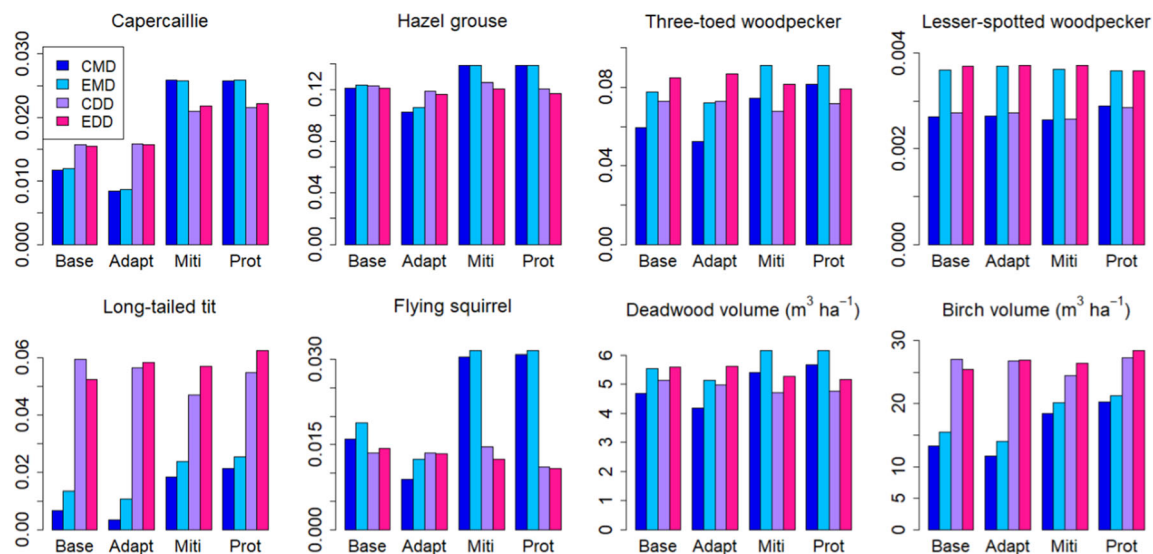 Capercaillie
0.030
0.020
0.010
0.000
CMD
EMD
CDD
EDD
Base Adapt Miti Prot
Hazel grouse
0.12
0.08
0.04
0.00
Base Adapt Miti Prot
Three-toed woodpecker
0.08
0.04
0.00
Base Adapt Miti Prot
Lesser-spotted woodpecker
0.004
0.002
0.000
Base Adapt Miti Prot
Long-tailed tit
0.06
0.04
0.02
0.00
Base Adapt Miti Prot
Flying squirrel
0.030
0.015
0.000
Base Adapt Miti Prot
Deadwood volume (m³ ha⁻¹)
6
5
4
3
2
1
0
Base Adapt Miti Prot
Birch volume (m³ ha⁻¹)
30
20
10
5
0
Base Adapt Miti Prot